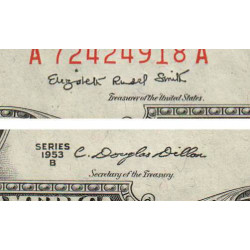 A 72424918 A
Elizabeth Rudel Smith
Treasurer of the United States.
SERIES
1953
B
C. Douglas Dillon
Secretary of the Treasury.